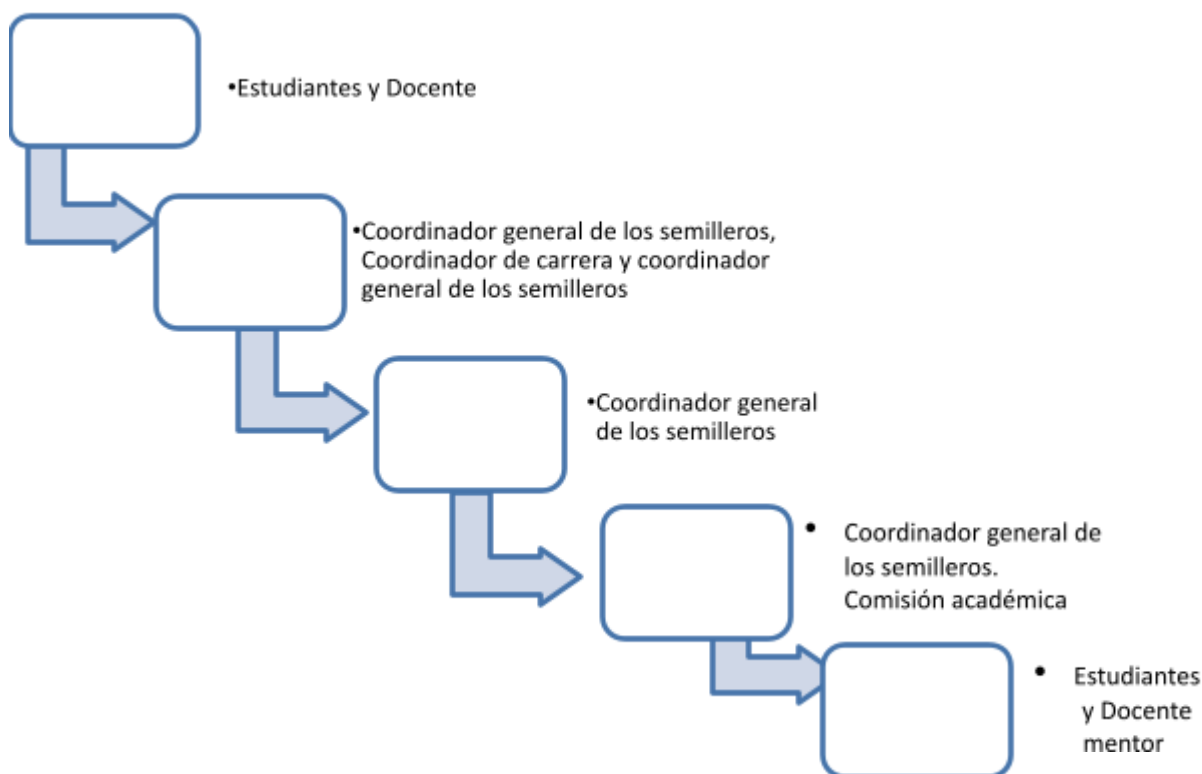 •Estudiantes y Docente
•Coordinador general de los semilleros,
Coordinador de carrera y coordinador
general de los semilleros
•Coordinador general
de los semilleros
• Coordinador general de
los semilleros.
Comisión académica
• Estudiantes
y Docente
mentor